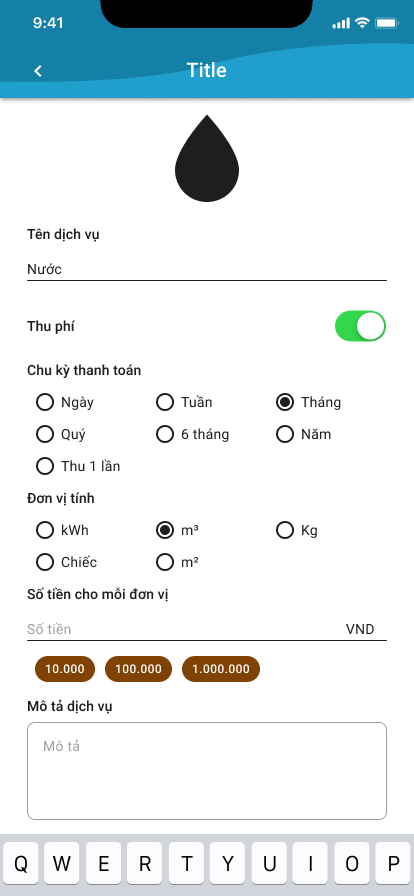 9:41
Title
Tên dịch vụ
Nước
Thu phí
Chu kỳ thanh toán
Ngày Tuần Tháng
Quý 6 tháng Năm
Thu 1 lần
Đơn vị tính
kWh m³ Kg
Chiếc m²
Số tiền cho mỗi đơn vị
Số tiền VND
10.000 100.000 1.000.000
Mô tả dịch vụ
Mô tả
Q W E R T Y U I O P